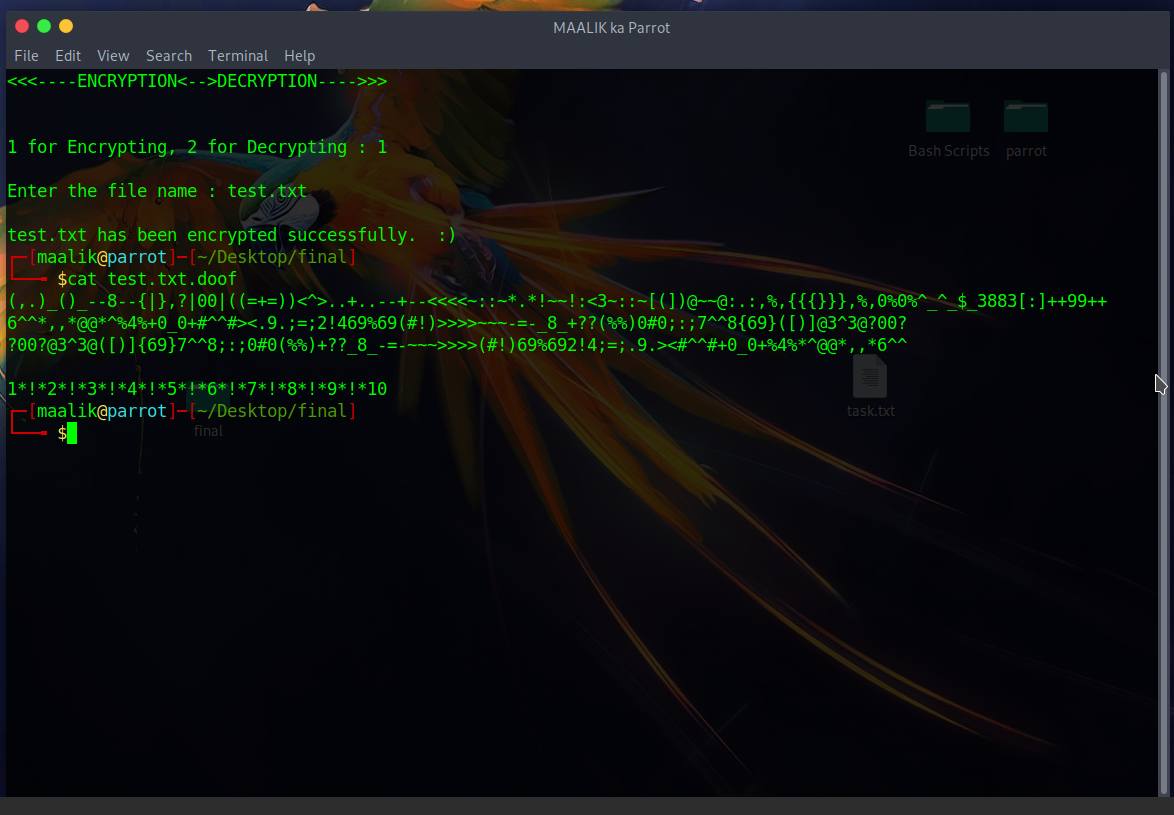 MAALIK ka Parrot
File Edit View Search Terminal Help
<<<----ENCRYPTION<-->DECRYPTION---->>>
1 for Encrypting, 2 for Decrypting : 1
Enter the file name : test.txt
test.txt has been encrypted successfully.  :)
┌─[maalik@parrot]─[~/Desktop/final]
└──╼ $cat test.txt.doof
(,.)_()_--8--{|},?|00|((=+=))<^>..+..--+--<<<<~::~*.*!~~!:<3~::~[(])@~~@:.:,%,{{{}}},%,0%0%^_^_$_3883[:]++99++
6^^*,,*@@*^%4%+0_0+#^^#><.9.;=;2!469%69(#!)>>>>~~~-=-_8_+??(%%)0#0;:;7^^8{69}([)]@3^3@?00?
?00?@3^3@([)]{69}7^^8;:;0#0(%%)+??_8_-=-~~~>>>>(#!)69%692!4;=;.9.><#^^#+0_0+%4%*^@@*,,*6^^
1*!*2*!*3*!*4*!*5*!*6*!*7*!*8*!*9*!*10
┌─[maalik@parrot]─[~/Desktop/final]
└──╼ $
Bash Scripts
parrot
task.txt
final